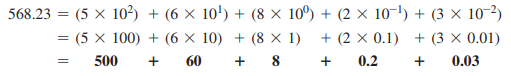 568.23 = (5 × 10²) + (6 × 10¹) + (8 × 10⁰) + (2 × 10⁻¹) + (3 × 10⁻²)
= (5 × 100) + (6 × 10) + (8 × 1) + (2 × 0.1) + (3 × 0.01)
= 500 + 60 + 8 + 0.2 + 0.03